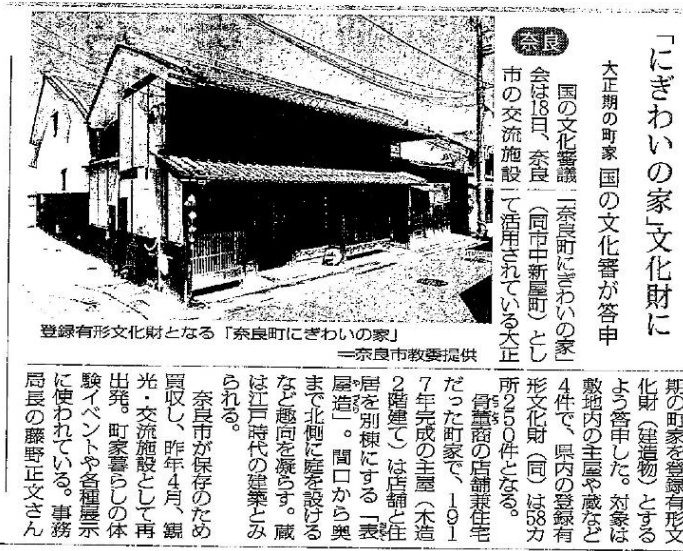 「にぎわいの家」文化財に
大正期の町家 国の文化審が答申
奈良
国の文化審議
会は18日、奈良
市の交流施設
「奈良町にぎわいの家」
（同市中新屋町）とし
て活用されている大正
登録有形文化財となる「奈良町にぎわいの家」
＝奈良市教委提供
期の町家を登録有形文
化財（建造物）とする
よう答申した。対象は
敷地内の主屋や蔵など
4件で、県内の登録有
形文化財（同）は58カ
所250件となる。
骨董商の店舗兼住宅
だった町家で、191
7年完成の主屋（木造
2階建て）は店舗と住
居を別棟にする「表
屋造」。間口から奥
まで北側に庭を設ける
など趣向を凝らす。蔵
は江戸時代の建築とみ
られる。
奈良市が保存のため
買収し、昨年4月、観
光・交流施設として再
出発。町家暮らしの体
験イベントや各種展示
に使われている。事務
局長の藤野正文さん